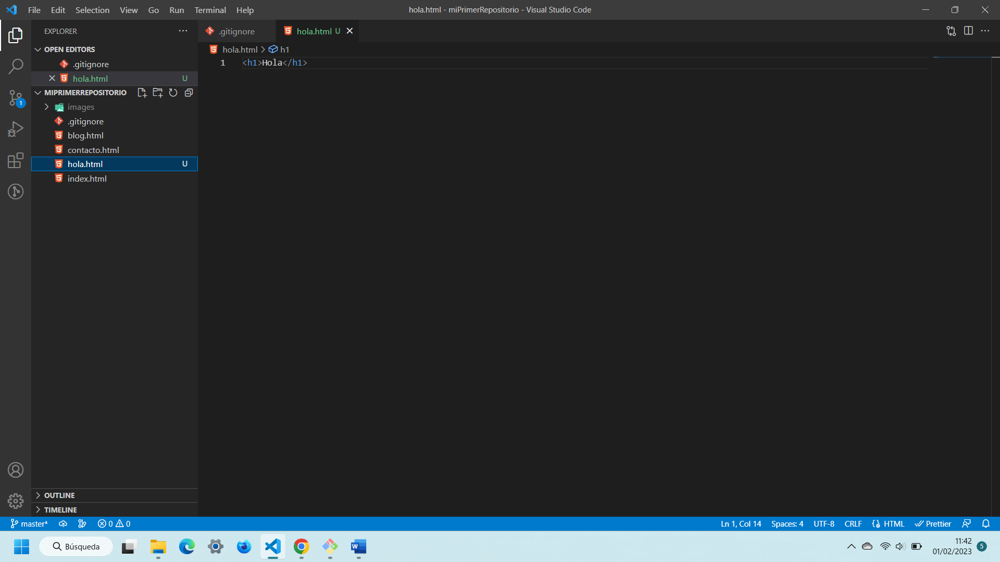 File Edit Selection View Go Run Terminal Help
hola.html - miPrimerRepositorio - Visual Studio Code
EXPLORER
OPEN EDITORS
.gitignore
hola.html U
MIPRIMERREPOSITORIO
images
.gitignore
blog.html
contacto.html
hola.html U
index.html
OUTLINE
TIMELINE
.gitignore
hola.html U
hola.html > h1
1 <h1>Hola</h1>
1
master* 0 0
Ln 1, Col 14 Spaces: 4 UTF-8 CRLF HTML Prettier
Búsqueda
11:42
01/02/2023
5